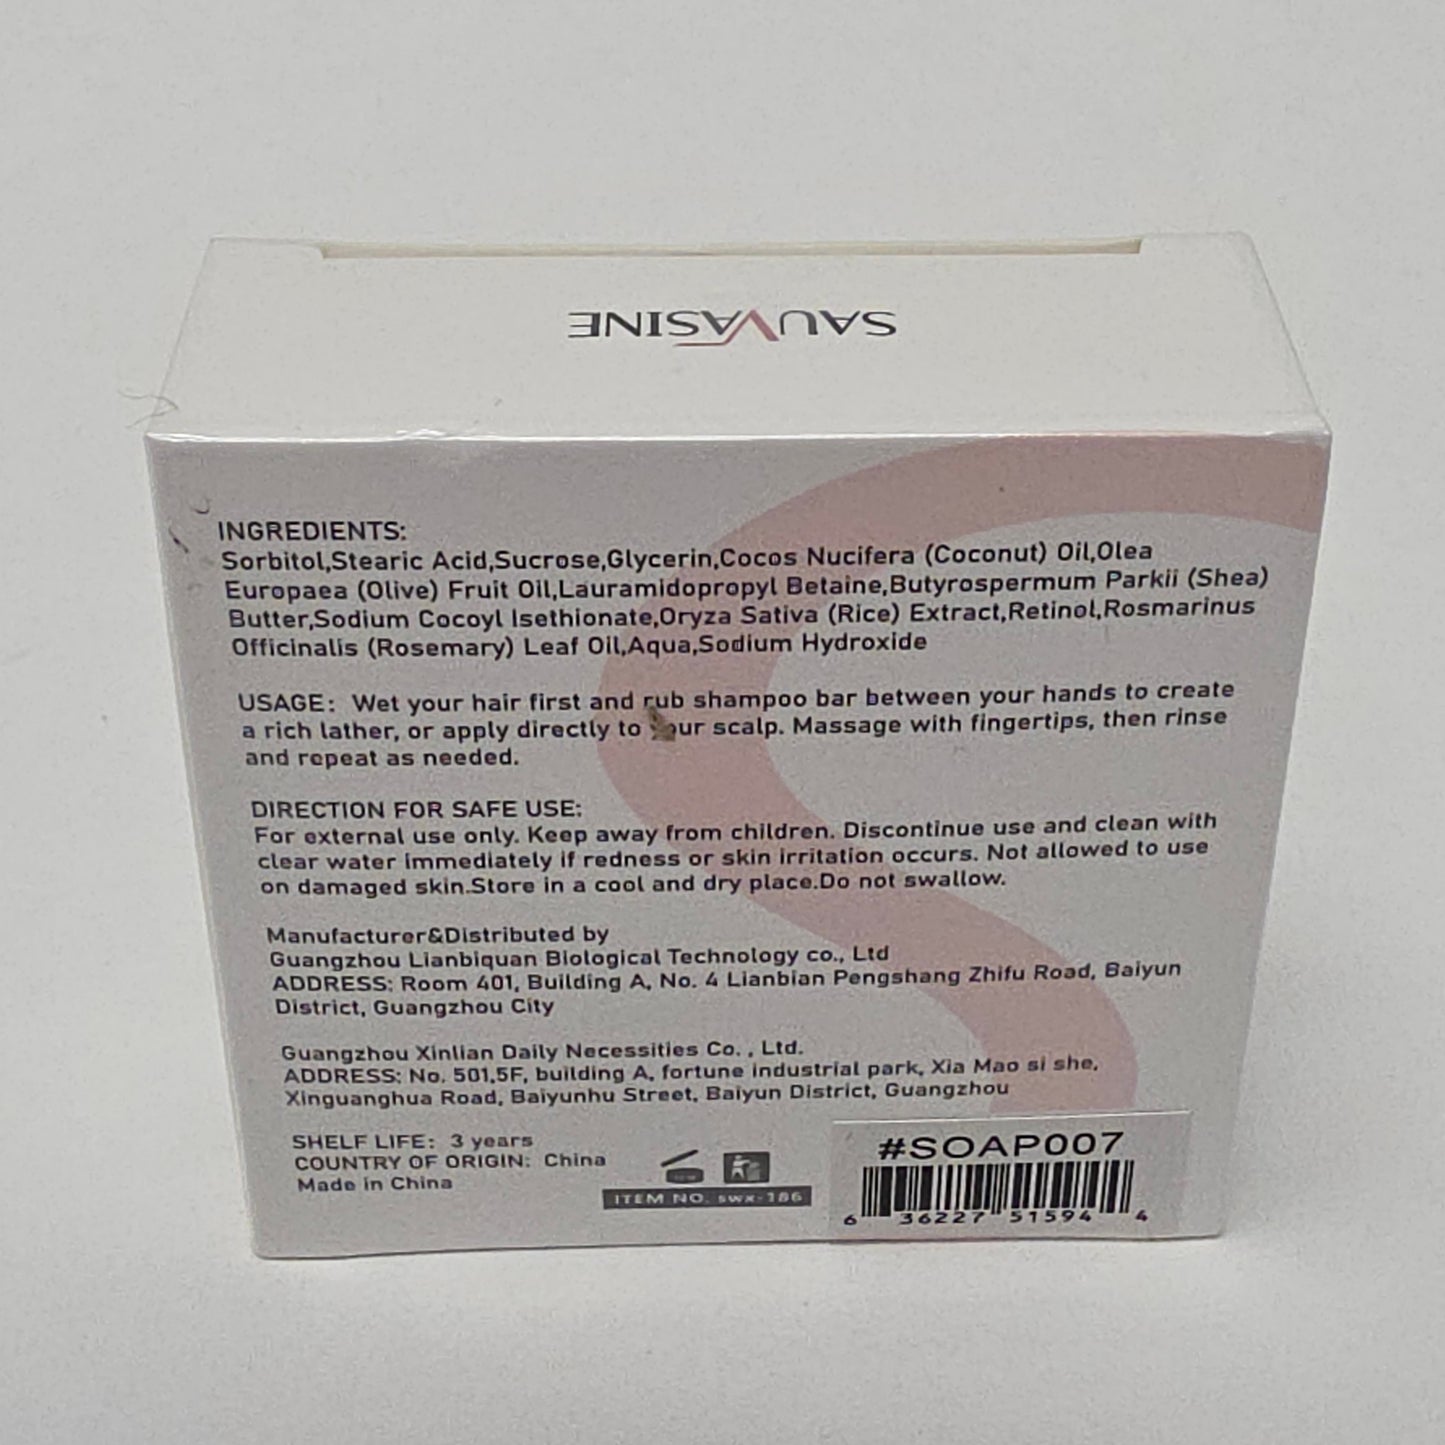 SAUVASINE
INGREDIENTS:
Sorbitol,Stearic Acid,Sucrose,Glycerin,Cocos Nucifera (Coconut) Oil,Olea
Europaea (Olive) Fruit Oil,Lauramidopropyl Betaine,Butyrospermum Parkii (Shea)
Butter,Sodium Cocoyl Isethionate,Oryza Sativa (Rice) Extract,Retinol,Rosmarinus
Officinalis (Rosemary) Leaf Oil,Aqua,Sodium Hydroxide
USAGE: Wet your hair first and rub shampoo bar between your hands to create
a rich lather, or apply directly to your scalp. Massage with fingertips, then rinse
and repeat as needed.
DIRECTION FOR SAFE USE:
For external use only. Keep away from children. Discontinue use and clean with
clear water immediately if redness or skin irritation occurs. Not allowed to use
on damaged skin.Store in a cool and dry place.Do not swallow.
Manufacturer&Distributed by
Guangzhou Lianbiquan Biological Technology co., Ltd
ADDRESS: Room 401, Building A, No. 4 Lianbian Pengshang Zhifu Road, Baiyun
District, Guangzhou City
Guangzhou Xinlian Daily Necessities Co. , Ltd.
ADDRESS: No. 501,5F, building A, fortune industrial park, Xia Mao si she,
Xinguanghua Road, Baiyunhu Street, Baiyun District, Guangzhou
SHELF LIFE: 3 years
COUNTRY OF ORIGIN: China
Made in China
ITEM NO. swx-186
#SOAP007
6 36227 51594 4